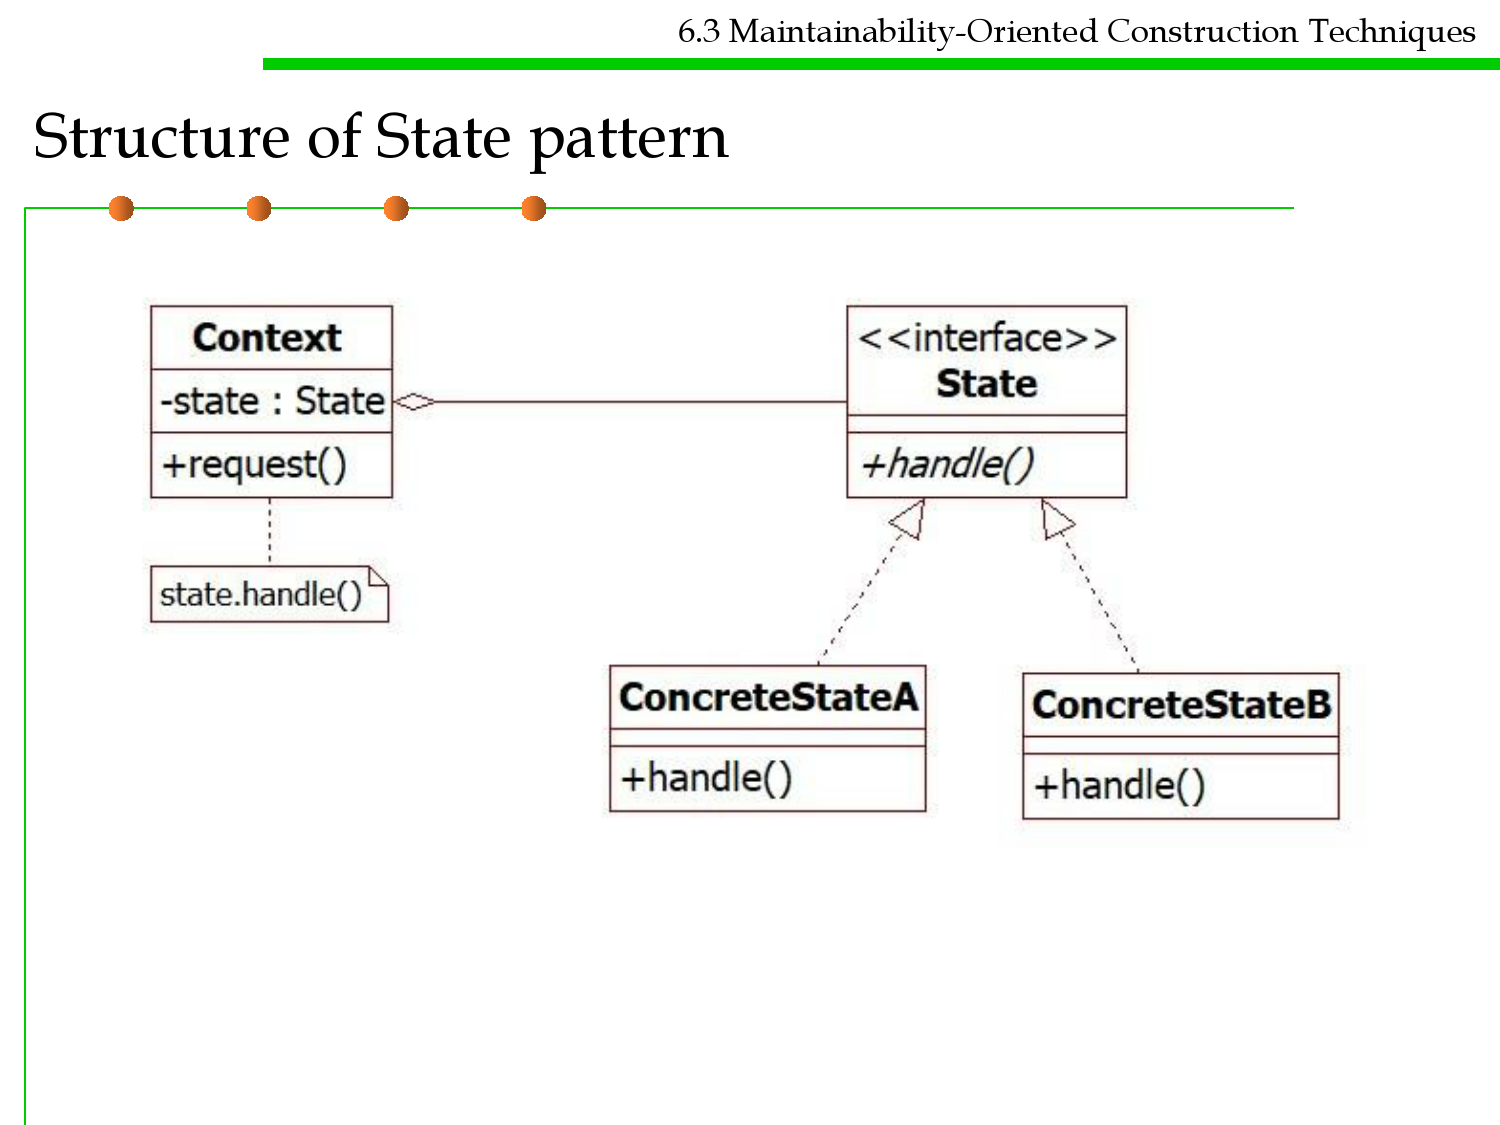 6.3 Maintainability-Oriented Construction Techniques
Structure of State pattern
Context
-state : State
+request()
state.handle()
<<interface>>
State
+handle()
ConcreteStateA
+handle()
ConcreteStateB
+handle()